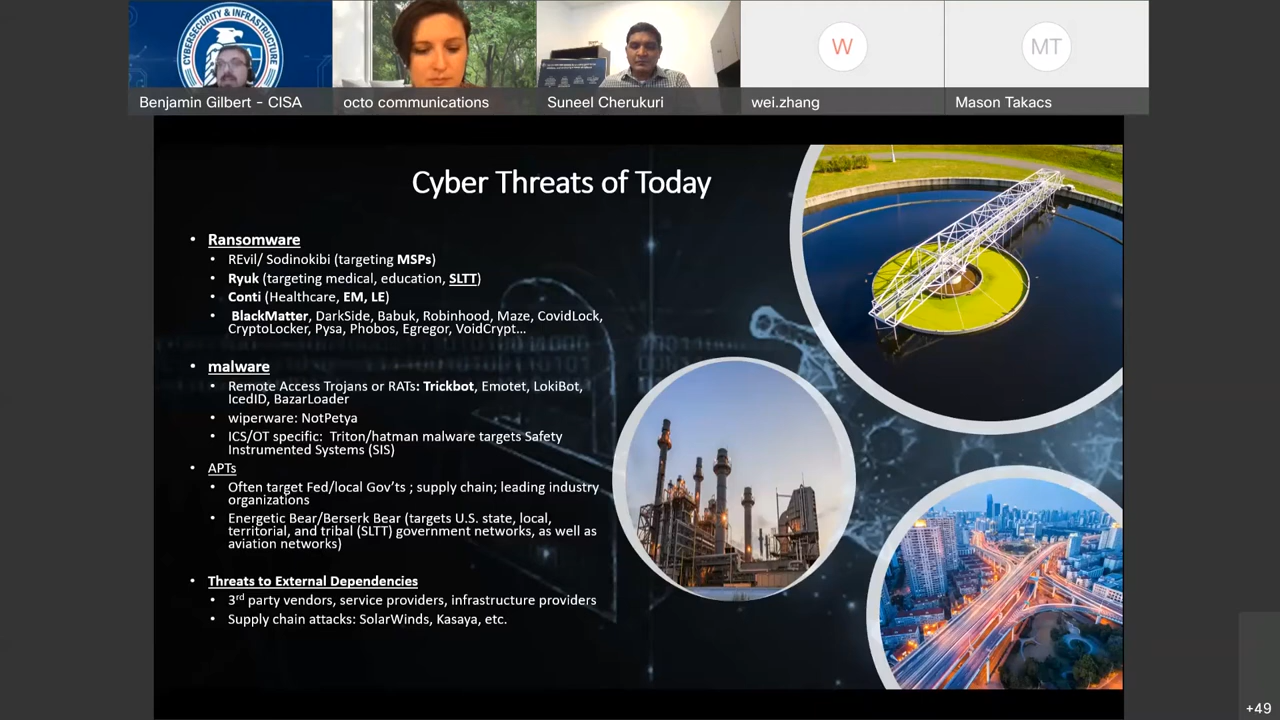 CYBERSECURITY & INFRASTRUCTURE
W
MT
Benjamin Gilbert - CISA
octo communications
Suneel Cherukuri
wei.zhang
Mason Takacs
Cyber Threats of Today
• Ransomware
• REvil/ Sodinokibi (targeting MSPs)
• Ryuk (targeting medical, education, SLTT)
• Conti (Healthcare, EM, LE)
• BlackMatter, DarkSide, Babuk, Robinhood, Maze, CovidLock,
CryptoLocker, Pysa, Phobos, Egregor, VoidCrypt…
• malware
• Remote Access Trojans or RATs: Trickbot, Emotet, LokiBot,
IcedID, BazarLoader
• wiperware: NotPetya
• ICS/OT specific: Triton/hatman malware targets Safety
Instrumented Systems (SIS)
• APTs
• Often target Fed/local Gov'ts ; supply chain; leading industry
organizations
• Energetic Bear/Berserk Bear (targets U.S. state, local,
territorial, and tribal (SLTT) government networks, as well as
aviation networks)
• Threats to External Dependencies
• 3rd party vendors, service providers, infrastructure providers
• Supply chain attacks: SolarWinds, Kasaya, etc.
+49